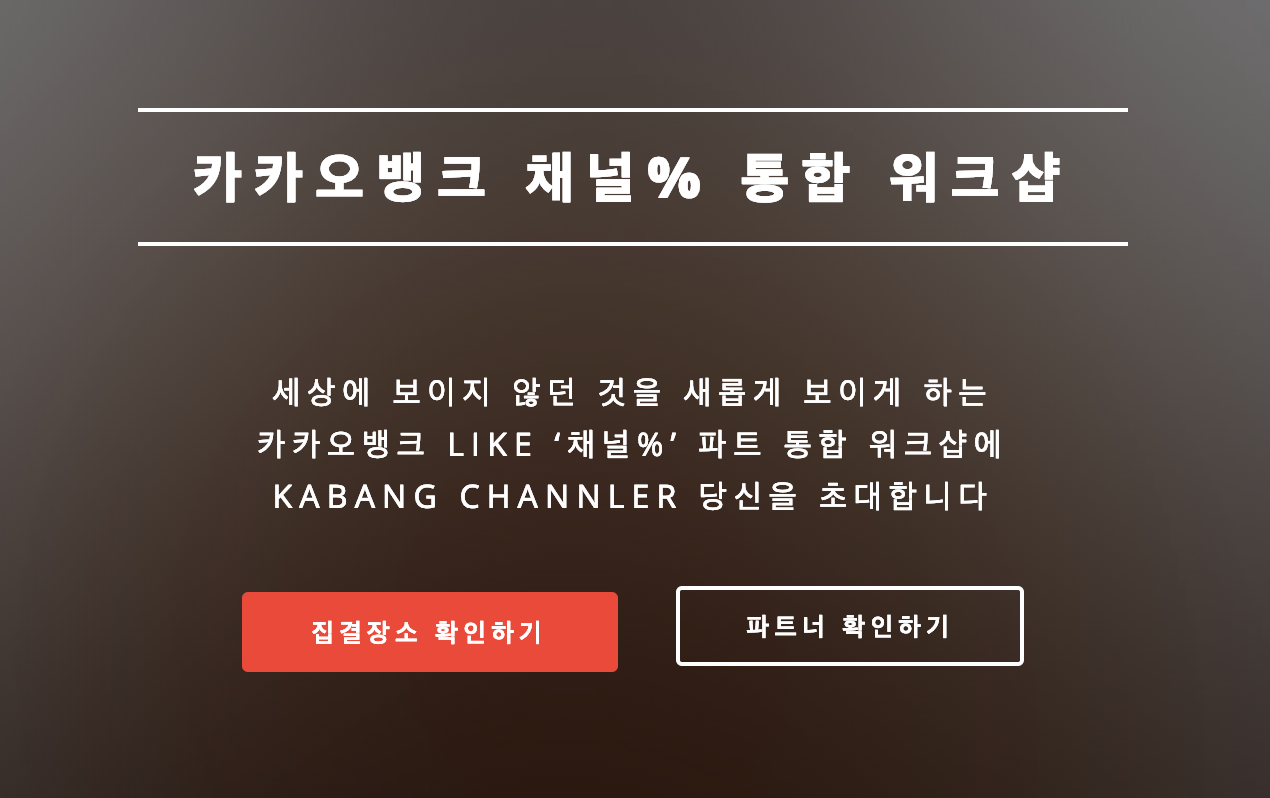 카카오뱅크 채널% 통합 워크샵
세상에 보이지 않던 것을 새롭게 보이게 하는
카카오뱅크 LIKE ‘채널%’ 파트 통합 워크샵에
KABANG CHANNLER 당신을 초대합니다
집결장소 확인하기
파트너 확인하기